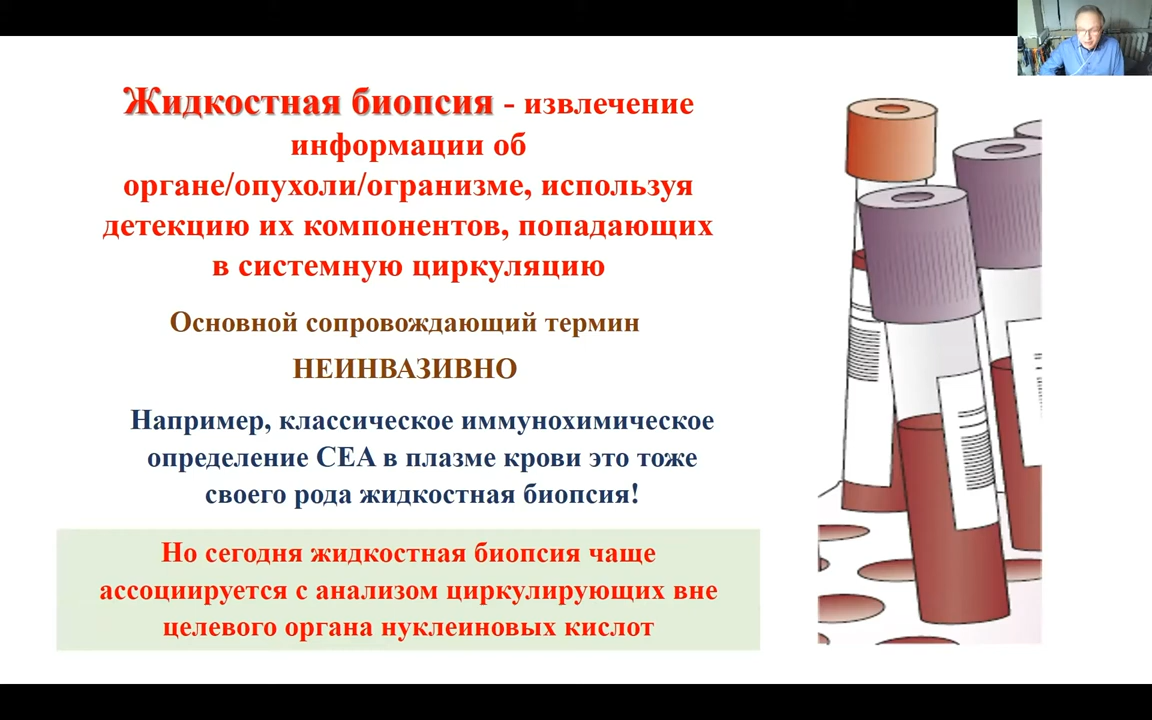 Жидкостная биопсия - извлечение
информации об
органе/опухоли/огранизме, используя
детекцию их компонентов, попадающих
в системную циркуляцию
Основной сопровождающий термин
НЕИНВАЗИВНО
Например, классическое иммунохимическое
определение CEA в плазме крови это тоже
своего рода жидкостная биопсия!
Но сегодня жидкостная биопсия чаще
ассоциируется с анализом циркулирующих вне
целевого органа нуклеиновых кислот